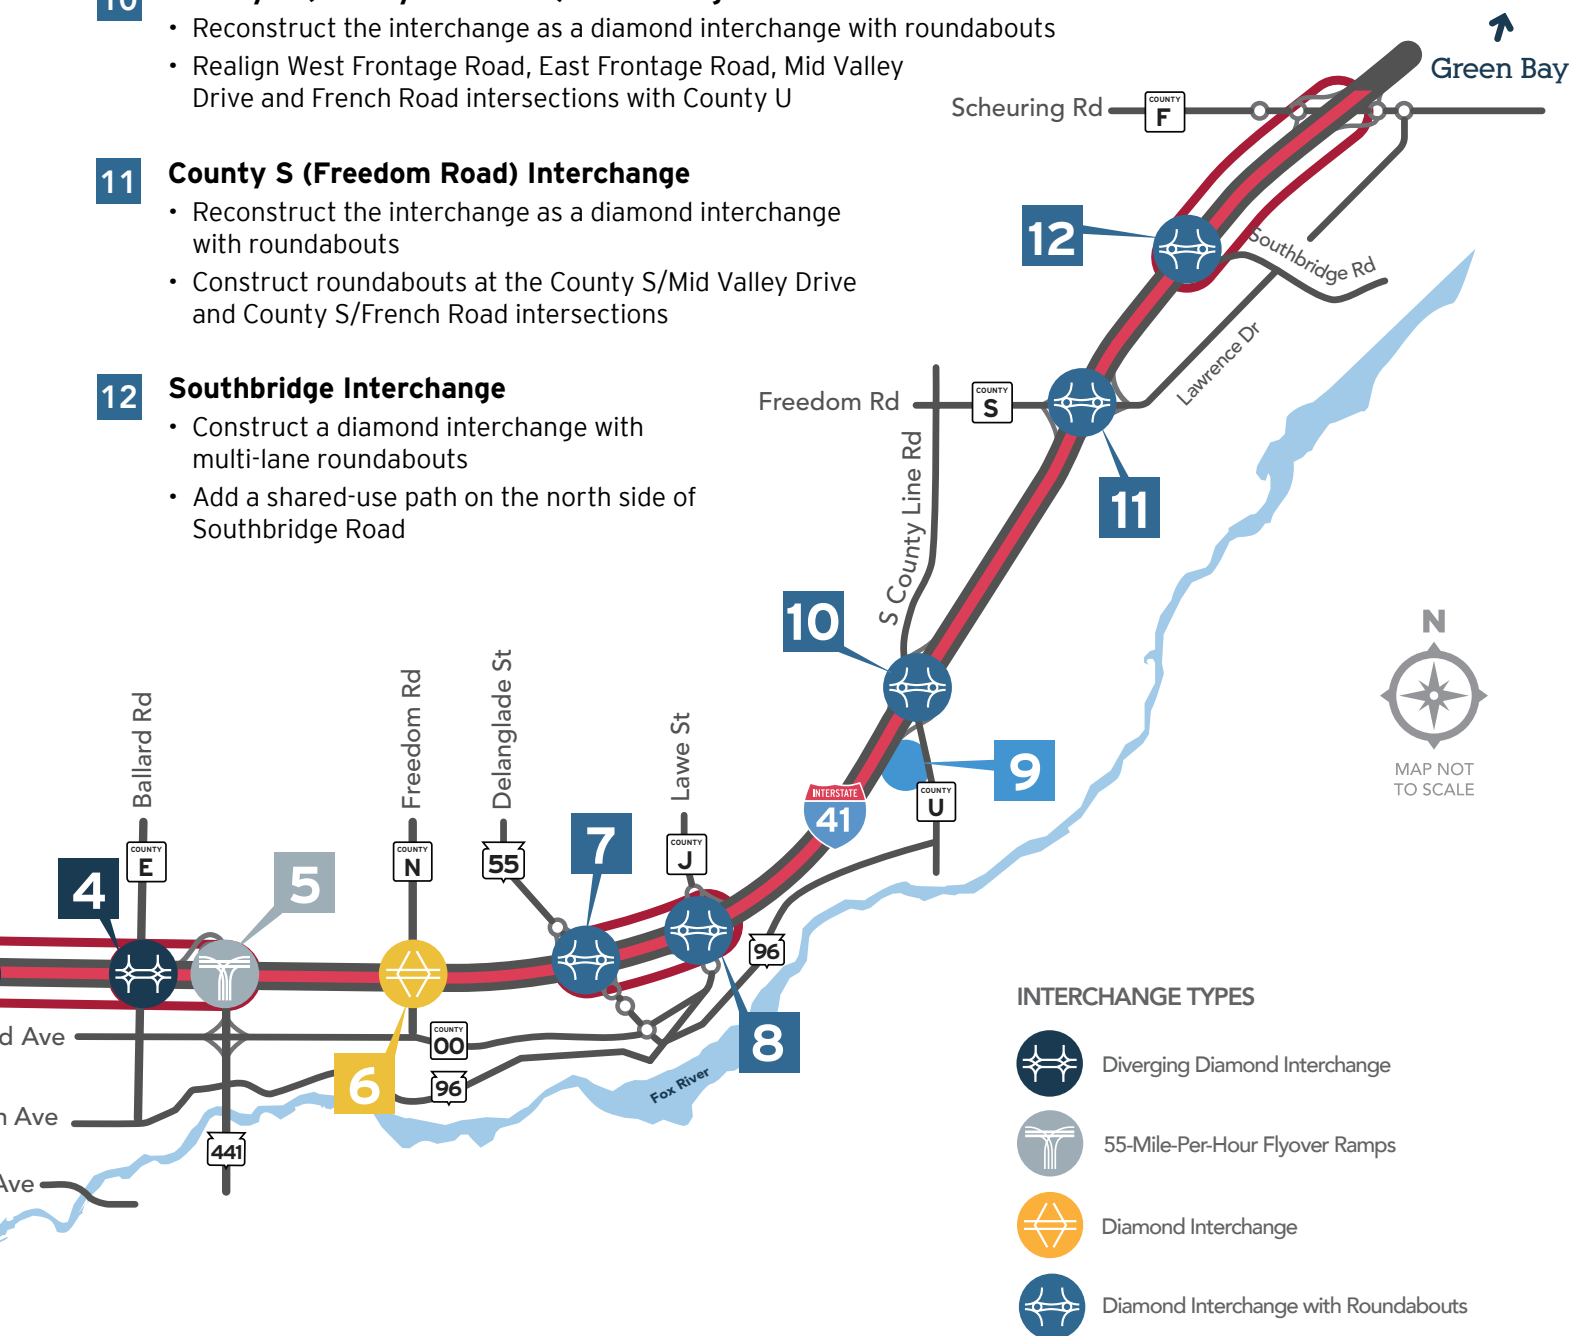 10
• Reconstruct the interchange as a diamond interchange with roundabouts
• Realign West Frontage Road, East Frontage Road, Mid Valley
Drive and French Road intersections with County U
11
County S (Freedom Road) Interchange
• Reconstruct the interchange as a diamond interchange
with roundabouts
• Construct roundabouts at the County S/Mid Valley Drive
and County S/French Road intersections
12
Southbridge Interchange
• Construct a diamond interchange with
multi-lane roundabouts
• Add a shared-use path on the north side of
Southbridge Road
Green Bay
Scheuring Rd
COUNTY
F
12
Southbridge Rd
Lawrence Dr
Freedom Rd
COUNTY
S
S County Line Rd
11
10
9
INTERSTATE
41
COUNTY
U
N
MAP NOT
TO SCALE
Ballard Rd
Freedom Rd
Delanglade St
Lawe St
COUNTY
E
COUNTY
N
55
COUNTY
J
7
4
5
96
d Ave
COUNTY
OO
8
6
96
Fox River
n Ave
441
Ave
INTERCHANGE TYPES
Diverging Diamond Interchange
55-Mile-Per-Hour Flyover Ramps
Diamond Interchange
Diamond Interchange with Roundabouts